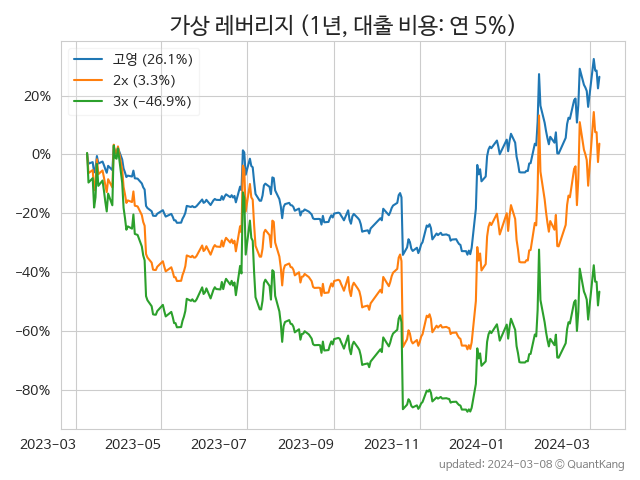 가상 레버리지 (1년, 대출 비용: 연 5%)
고영 (26.1%)
2x (3.3%)
3x (−46.9%)
20%
0%
−20%
−40%
−60%
−80%
2023-03 2023-05 2023-07 2023-09 2023-11 2024-01 2024-03
updated: 2024-03-08 © QuantKang